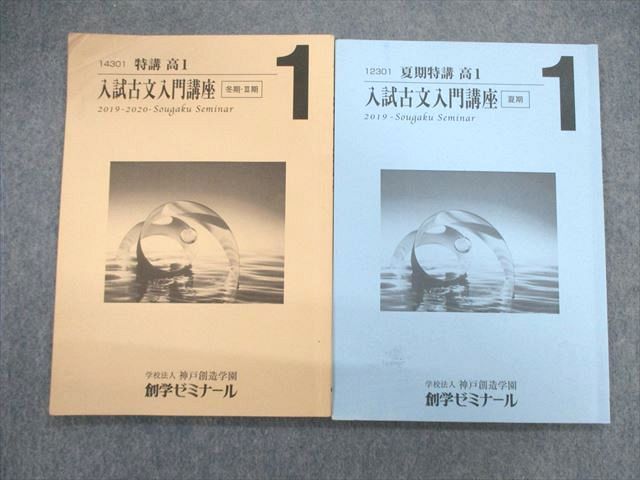 14301 特講 高1
入試古文入門講座 冬期・Ⅲ期
2019-2020-Sougaku Seminar
1
学校法人 神戸創造学園
創学ゼミナール
12301 夏期特講 高1
入試古文入門講座 夏期
2019-Sougaku Seminar
1
学校法人 神戸創造学園
創学ゼミナール